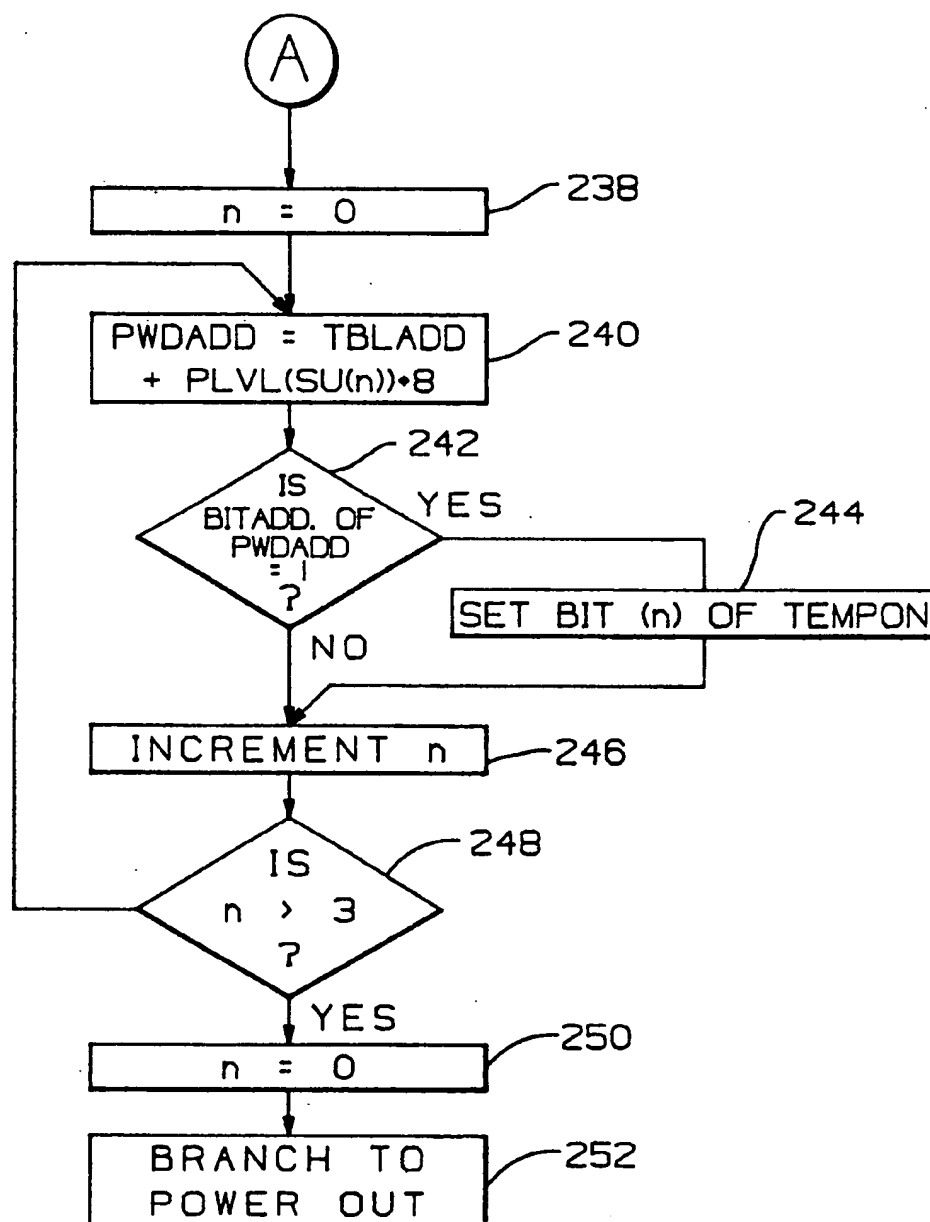 A
238
n = 0
PWDADD = TBLADD
+ PLVL(SU(n))•8
240
242
IS
BITADD. OF
PWDADD
= 1
?
YES
244
SET BIT (n) OF TEMPON
NO
INCREMENT n
246
248
IS
n > 3
?
YES
250
n = 0
BRANCH TO
POWER OUT
252